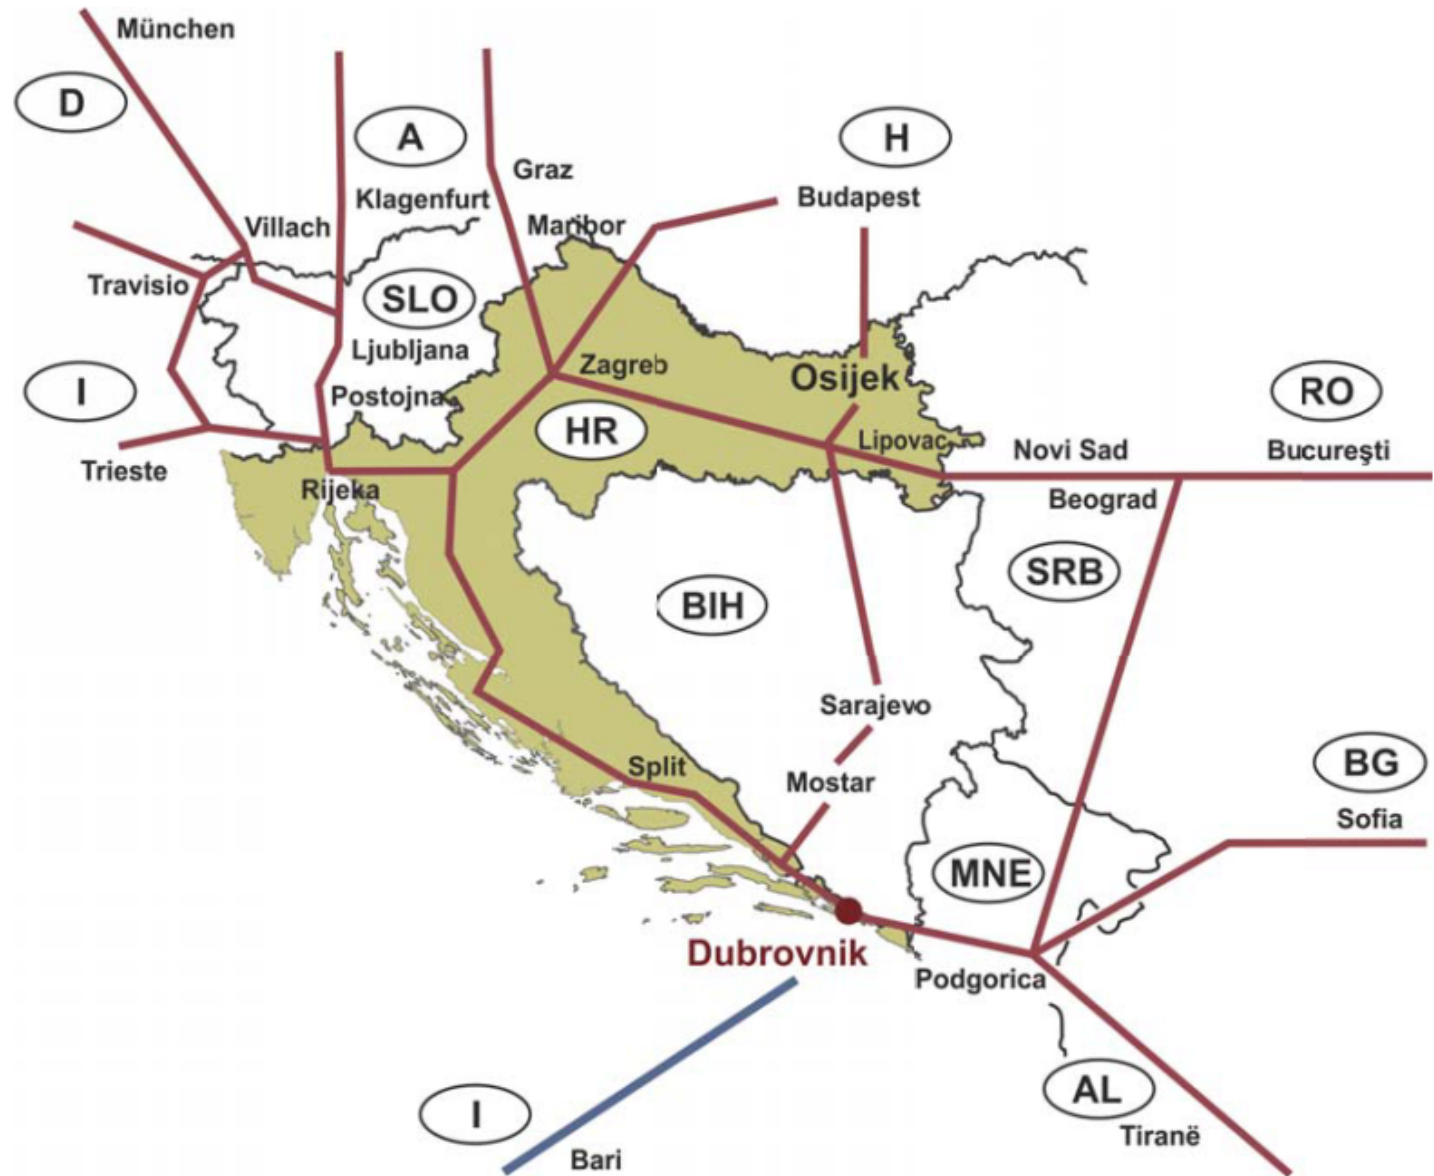 München
D
A
H
Graz
Klagenfurt
Budapest
Villach
Maribor
Travisio
SLO
Ljubljana
Zagreb
Osijek
I
Postojna
RO
HR
Lipovac
Novi Sad
Bucureşti
Trieste
Rijeka
Beograd
SRB
BIH
Sarajevo
Split
Mostar
BG
Sofia
MNE
Dubrovnik
Podgorica
AL
I
Tiranë
Bari